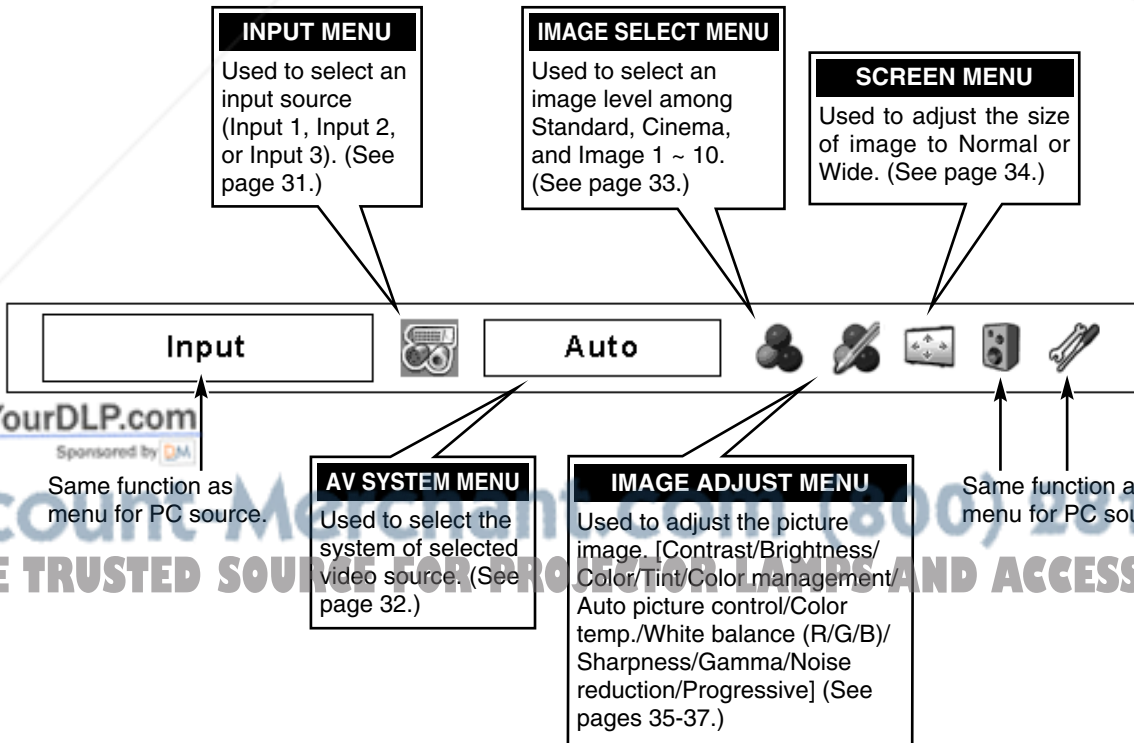 INPUT MENU
Used to select an
input source
(Input 1, Input 2,
or Input 3). (See
page 31.)
IMAGE SELECT MENU
Used to select an
image level among
Standard, Cinema,
and Image 1 ~ 10.
(See page 33.)
SCREEN MENU
Used to adjust the size
of image to Normal or
Wide. (See page 34.)
Input
Auto
YourDLP.com
Sponsored by DM
Same function as
menu for PC source.
AV SYSTEM MENU
Used to select the
system of selected
video source. (See
page 32.)
IMAGE ADJUST MENU
Used to adjust the picture
image. [Contrast/Brightness/
Color/Tint/Color management/
Auto picture control/Color
temp./White balance (R/G/B)/
Sharpness/Gamma/Noise
reduction/Progressive] (See
pages 35-37.)
Same function a
menu for PC sou
count Merchant.com (800)
E TRUSTED SOURCE FOR PROJECTOR LAMPS AND ACCESS